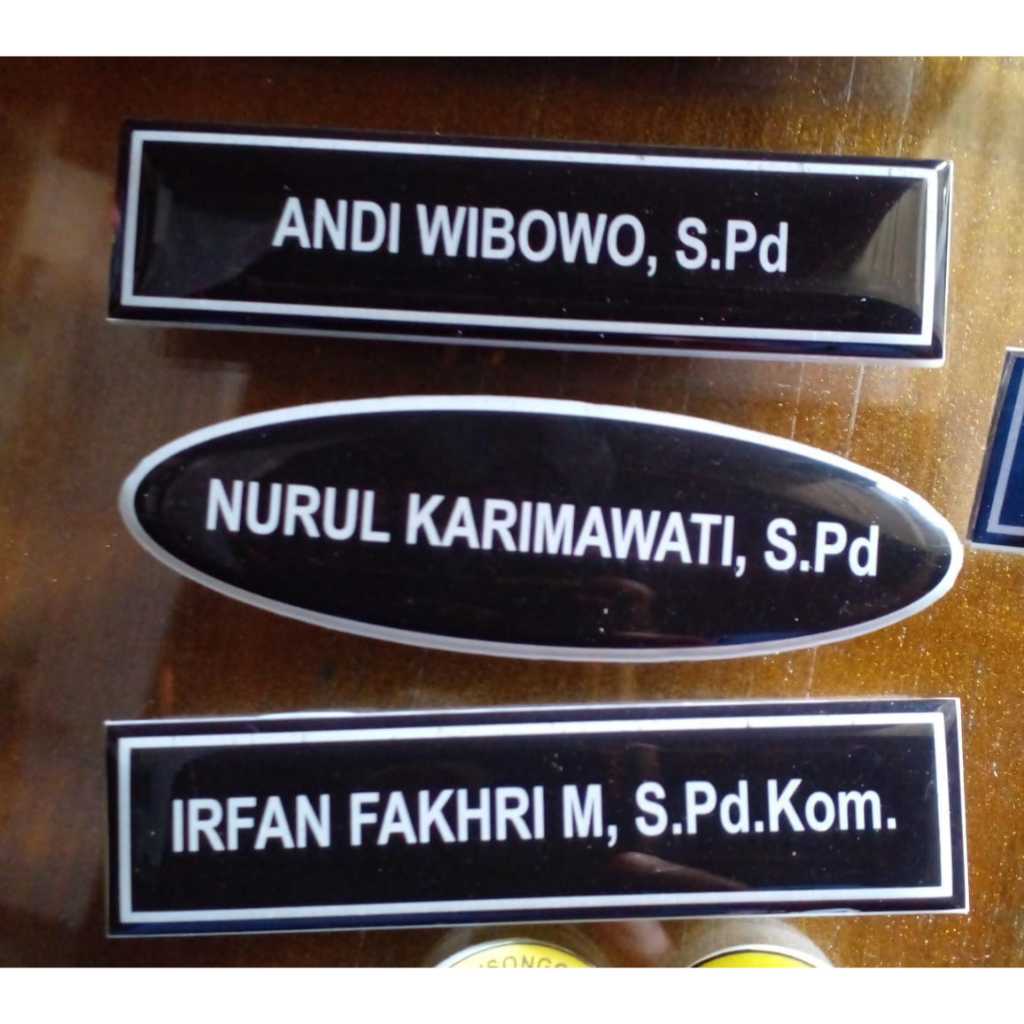 ANDI WIBOWO, S.Pd
NURUL KARIMAWATI, S.Pd
IRFAN FAKHRI M, S.Pd.Kom.